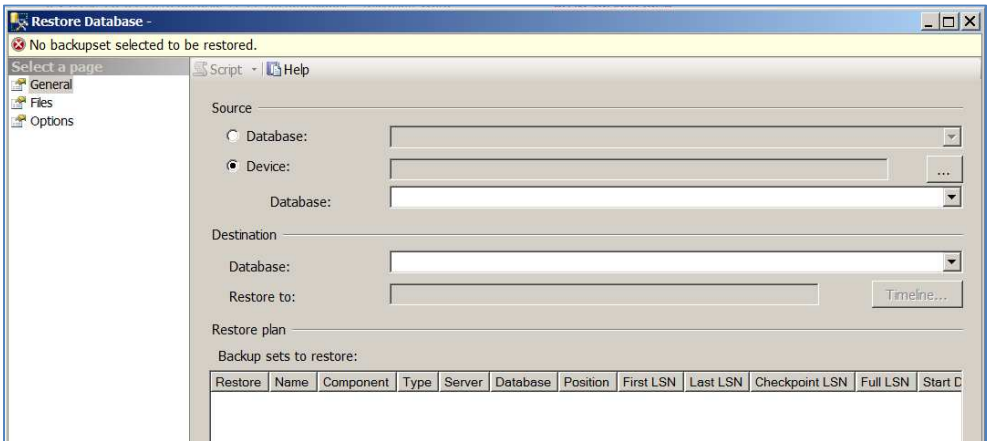 Restore Database -
No backupset selected to be restored.
Select a page
General
Files
Options
Script Help
Source
Database:
Device:
...
Database:
Destination
Database:
Restore to:
Timeline...
Restore plan
Backup sets to restore:
Restore Name Component Type Server Database Position First LSN Last LSN Checkpoint LSN Full LSN Start D